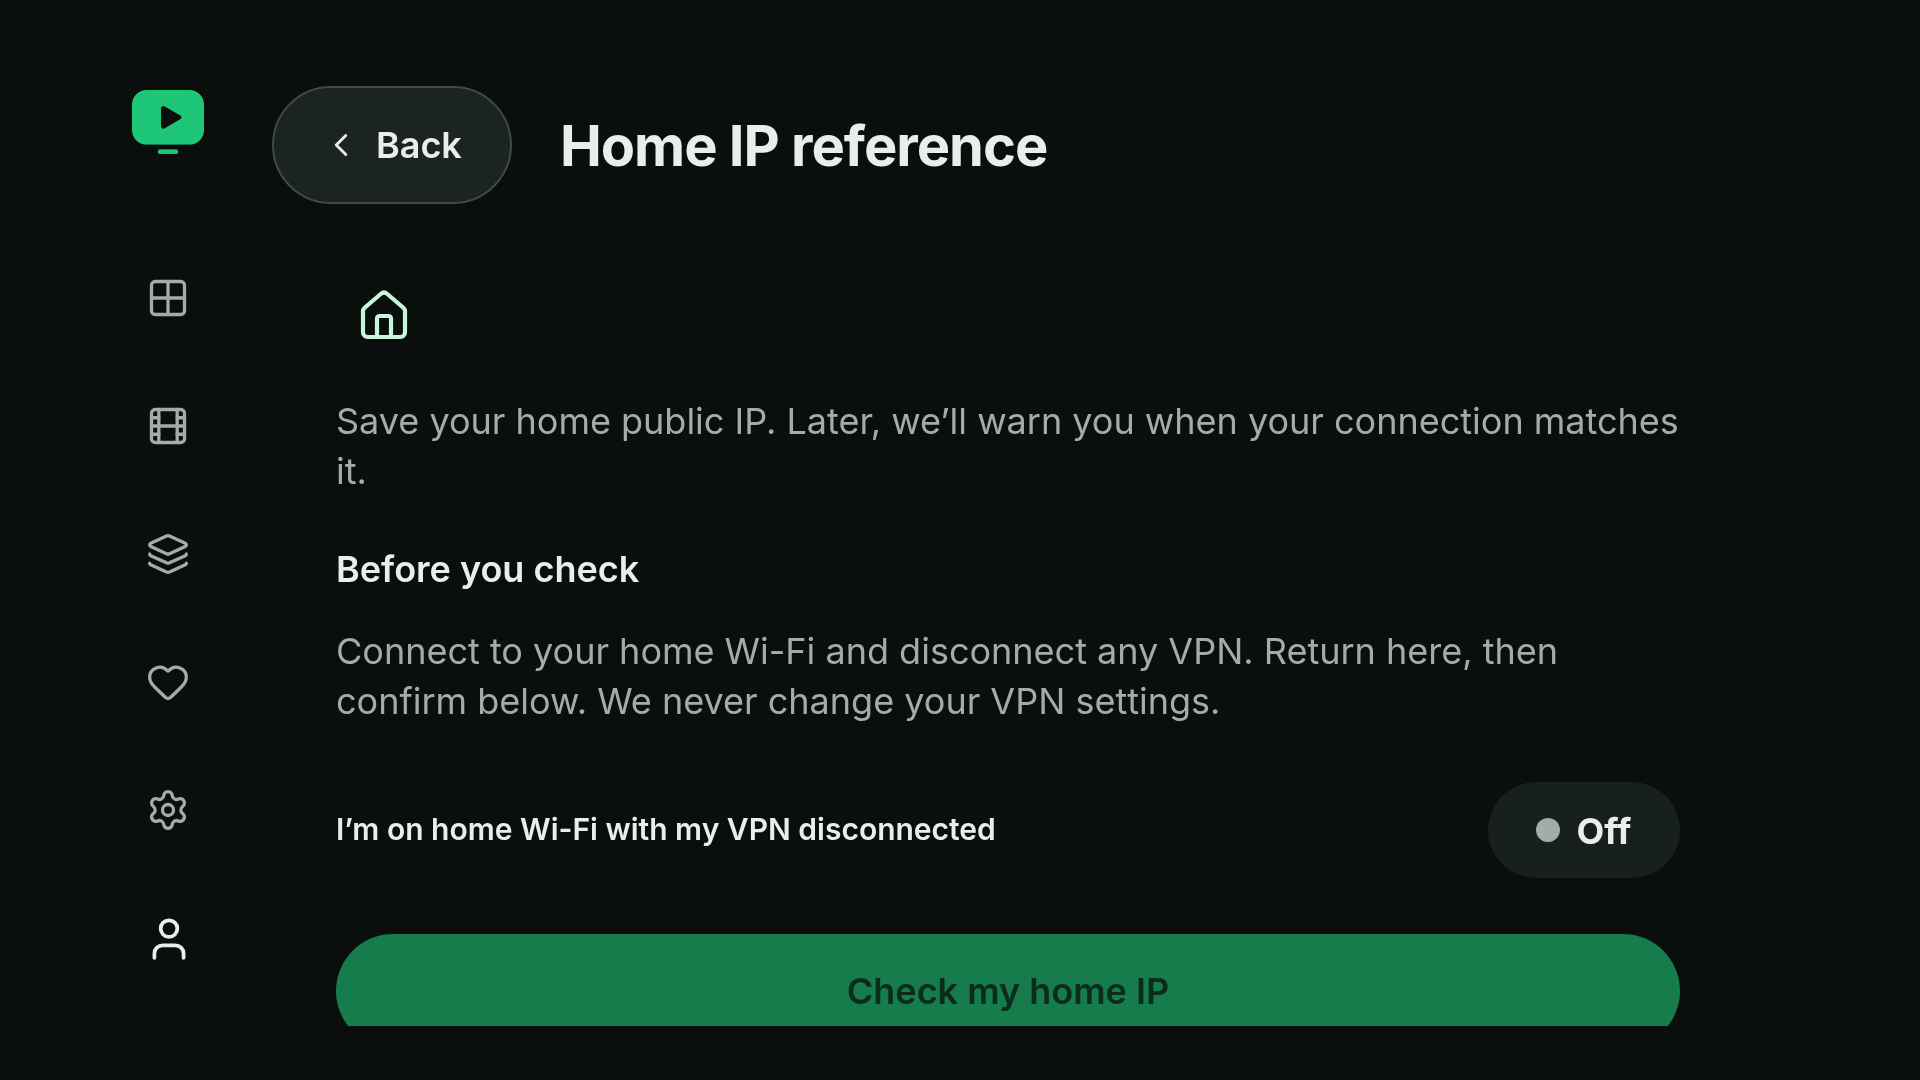 Back
Home IP reference
Save your home public IP. Later, we’ll warn you when your connection matches
it.
Before you check
Connect to your home Wi-Fi and disconnect any VPN. Return here, then
confirm below. We never change your VPN settings.
I’m on home Wi-Fi with my VPN disconnected
Off
Check my home IP